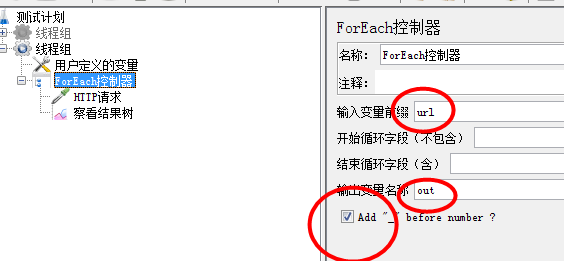 测试计划
线程组
线程组
用户定义的变量
ForEach控制器
HTTP请求
察看结果树
ForEach控制器
名称: ForEach控制器
注释:
输入变量前缀 url
开始循环字段（不包含）
结束循环字段（含）
输出变量名称 out
Add "_" before number ?